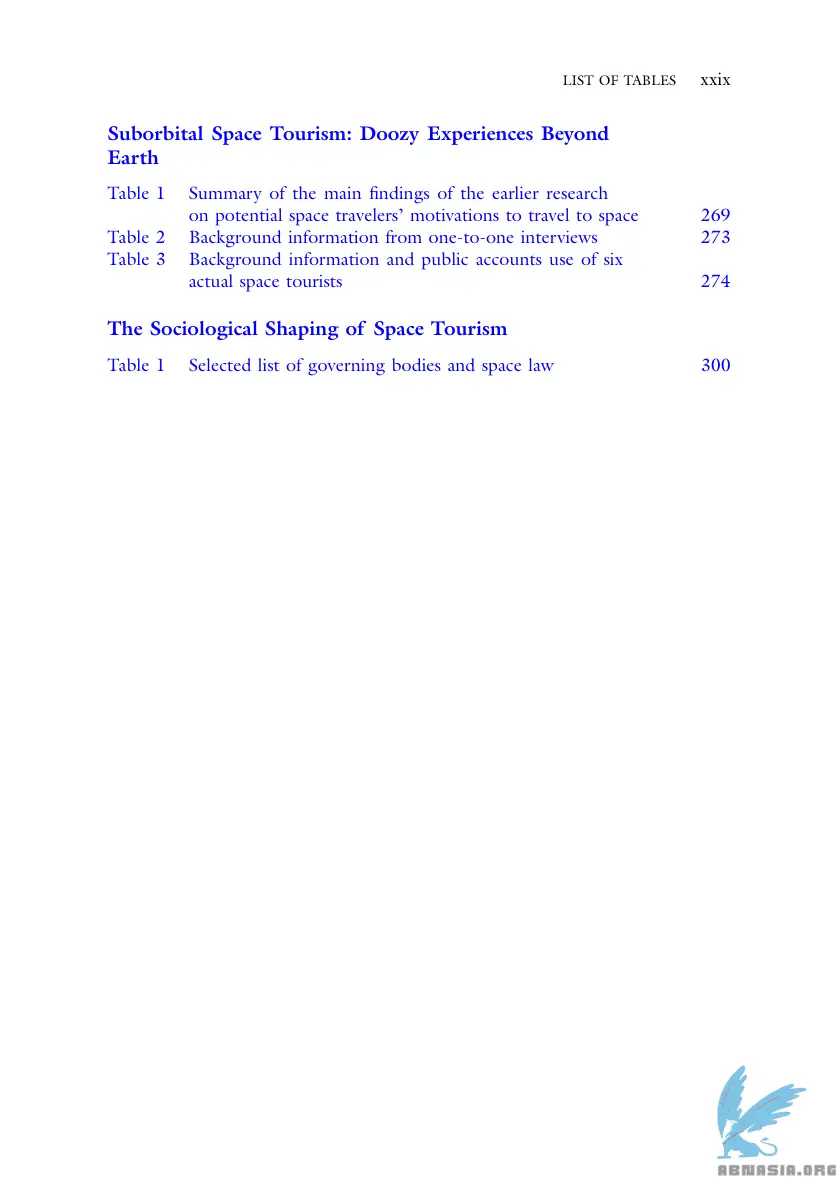 LIST OF TABLES xxix
Suborbital Space Tourism: Doozy Experiences Beyond
Earth
Table 1 Summary of the main findings of the earlier research
on potential space travelers’ motivations to travel to space 269
Table 2 Background information from one-to-one interviews 273
Table 3 Background information and public accounts use of six
actual space tourists 274
The Sociological Shaping of Space Tourism
Table 1 Selected list of governing bodies and space law 300
ABNASIA.ORG